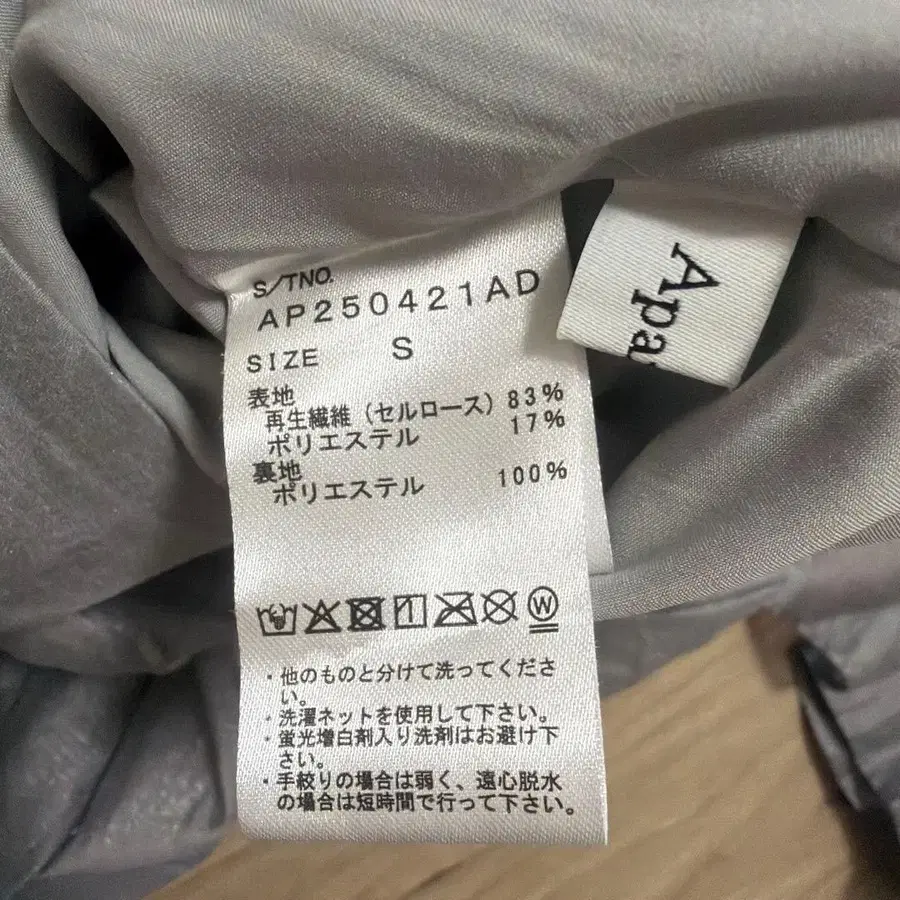 S/TNO.
AP250421AD
SIZE S
表地
再生繊維(セルロース) 83%
ポリエステル 17%
裏地
ポリエステル 100%
W
・他のものと分けて洗ってくださ
い。
・洗濯ネットを使用して下さい。
・蛍光増白剤入り洗剤はお避け下
さい。
・手絞りの場合は弱く、遠心脱水
の場合は短時間で行って下さい。
Apa